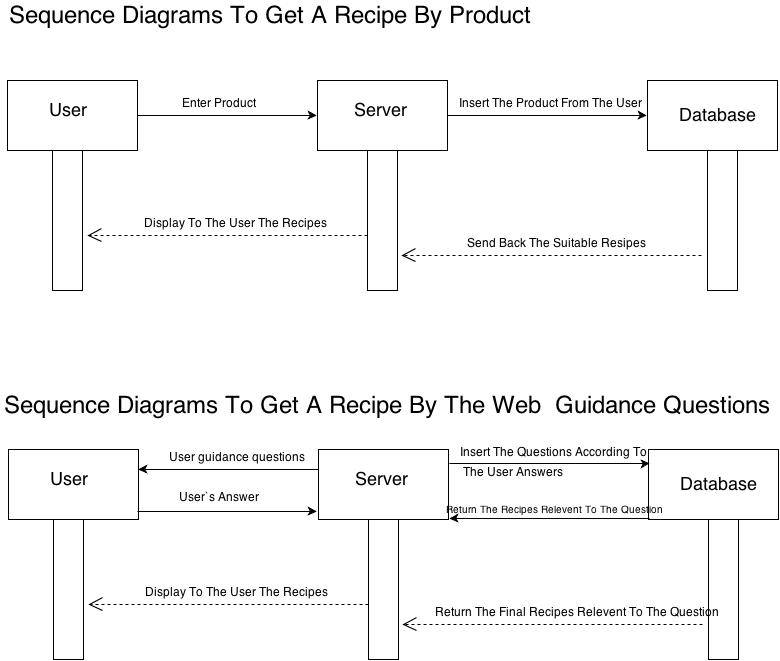 Sequence Diagrams To Get A Recipe By Product
User
Enter Product
Server
Insert The Product From The User
Database
Display To The User The Recipes
Send Back The Suitable Resipes
Sequence Diagrams To Get A Recipe By The Web  Guidance Questions
User
User guidance questions
User`s Answer
Server
Insert The Questions According To
The User Answers
Return The Recipes Relevent To The Question
Database
Display To The User The Recipes
Return The Final Recipes Relevent To The Question